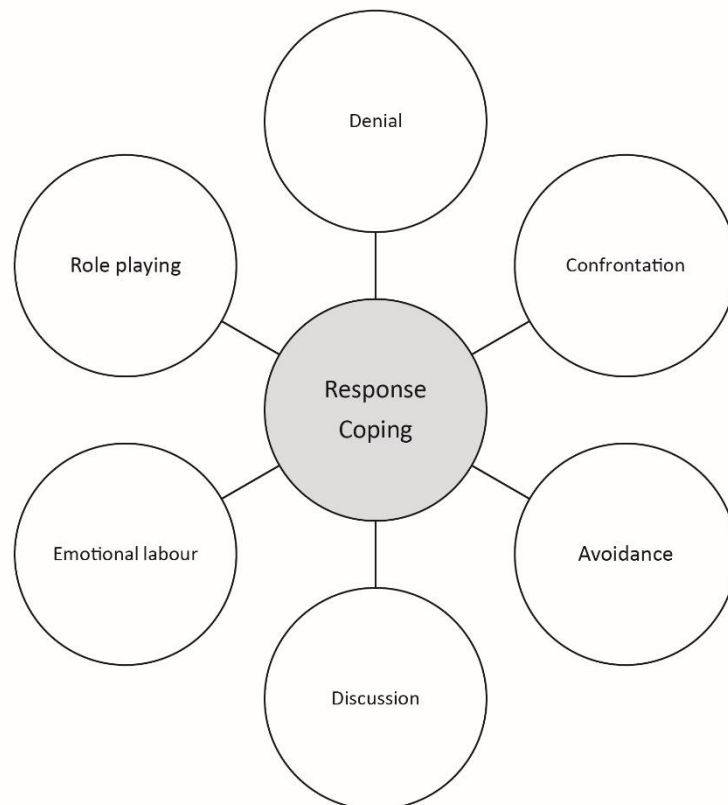 Denial
Role playing
Confrontation
Response
Coping
Emotional labour
Avoidance
Discussion